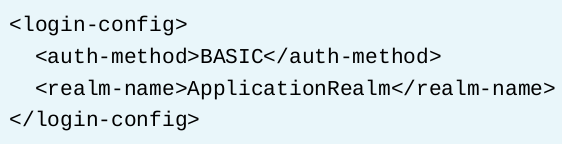 <login-config>
  <auth-method>BASIC</auth-method>
  <realm-name>ApplicationRealm</realm-name>
</login-config>